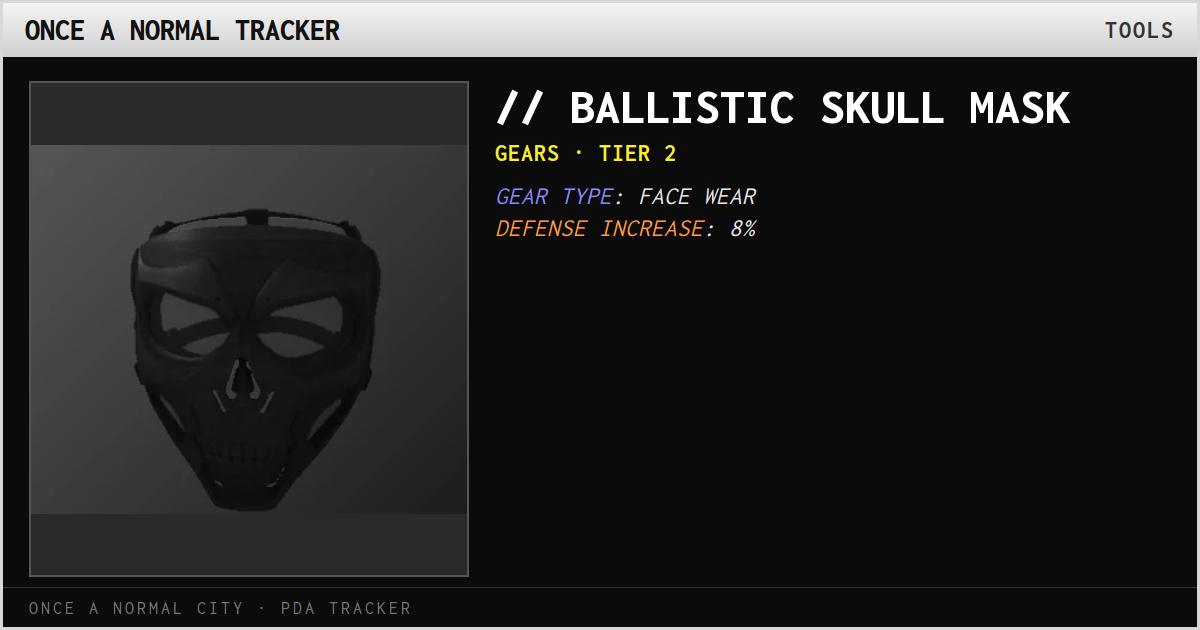 ONCE A NORMAL TRACKER
TOOLS
// BALLISTIC SKULL MASK
GEARS · TIER 2
GEAR TYPE: FACE WEAR
DEFENSE INCREASE: 8%
ONCE A NORMAL CITY · PDA TRACKER